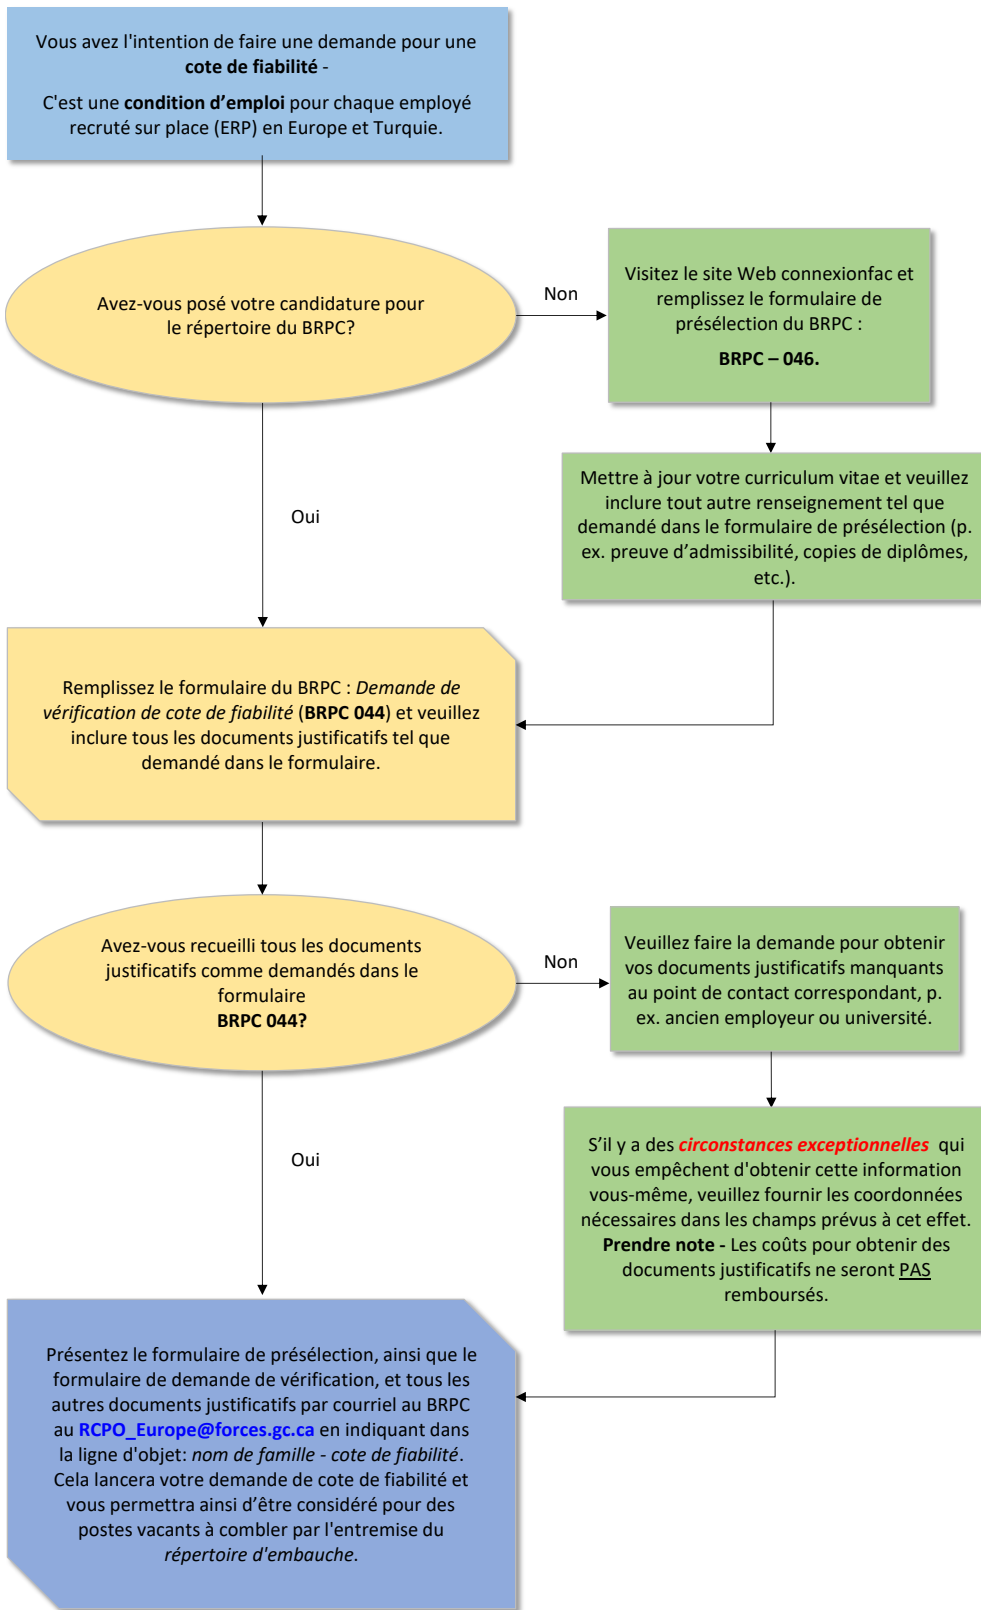 Vous avez l'intention de faire une demande pour une
cote de fiabilité -
C'est une condition d'emploi pour chaque employé
recruté sur place (ERP) en Europe et Turquie.
Avez-vous posé votre candidature pour
le répertoire du BRPC?
Non
Visitez le site Web connexionfac et
remplissez le formulaire de
présélection du BRPC :
BRPC – 046.
Mettre à jour votre curriculum vitae et veuillez
inclure tout autre renseignement tel que
demandé dans le formulaire de présélection (p.
ex. preuve d'admissibilité, copies de diplômes,
etc.).
Oui
Remplissez le formulaire du BRPC : Demande de
vérification de cote de fiabilité (BRPC 044) et veuillez
inclure tous les documents justificatifs tel que
demandé dans le formulaire.
Avez-vous recueilli tous les documents
justificatifs comme demandés dans le
formulaire
BRPC 044?
Non
Veuillez faire la demande pour obtenir
vos documents justificatifs manquants
au point de contact correspondant, p.
ex. ancien employeur ou université.
S'il y a des circonstances exceptionnelles qui
vous empêchent d'obtenir cette information
vous-même, veuillez fournir les coordonnées
nécessaires dans les champs prévus à cet effet.
Prendre note - Les coûts pour obtenir des
documents justificatifs ne seront PAS
remboursés.
Oui
Présentez le formulaire de présélection, ainsi que le
formulaire de demande de vérification, et tous les
autres documents justificatifs par courriel au BRPC
au RCPO_Europe@forces.gc.ca en indiquant dans
la ligne d'objet: nom de famille - cote de fiabilité.
Cela lancera votre demande de cote de fiabilité et
vous permettra ainsi d'être considéré pour des
postes vacants à combler par l'entremise du
répertoire d'embauche.